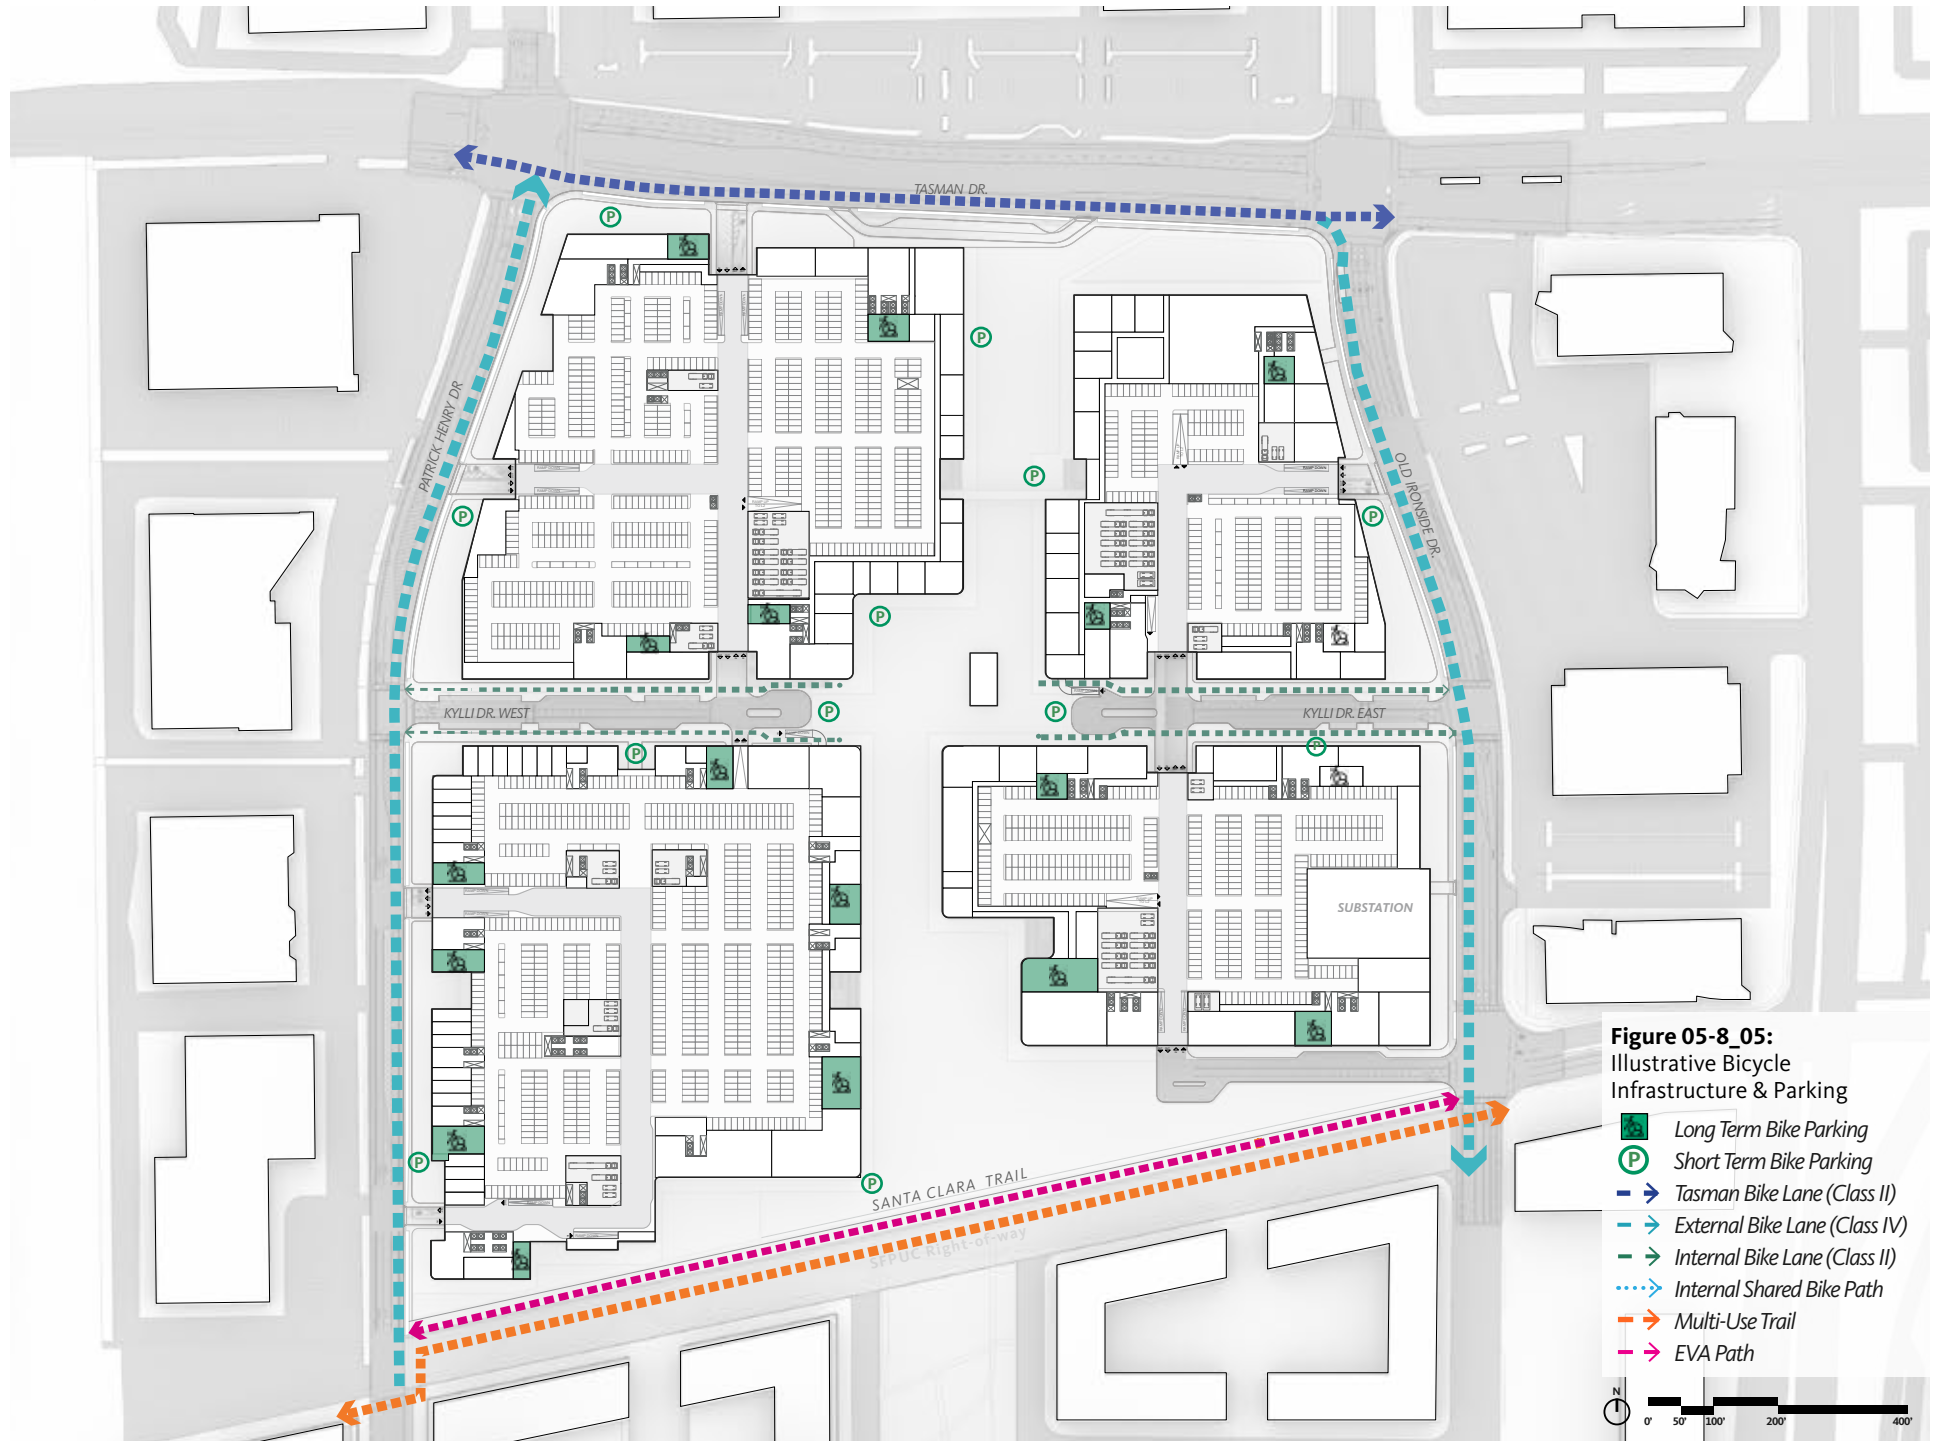 TASMAN DR.
PATRICK HENRY DR
OLD IRONSIDE DR.
P
P
P
P
P
P
P
P
KYLLI DR. WEST
KYLLI DR. EAST
P
P
SUBSTATION
P
P
SANTA CLARA TRAIL
SFPUC Right-of-way
Figure 05-8_05:
Illustrative Bicycle
Infrastructure & Parking
Long Term Bike Parking
P Short Term Bike Parking
Tasman Bike Lane (Class II)
External Bike Lane (Class IV)
Internal Bike Lane (Class II)
Internal Shared Bike Path
Multi-Use Trail
EVA Path
N
0' 50' 100' 200' 400'